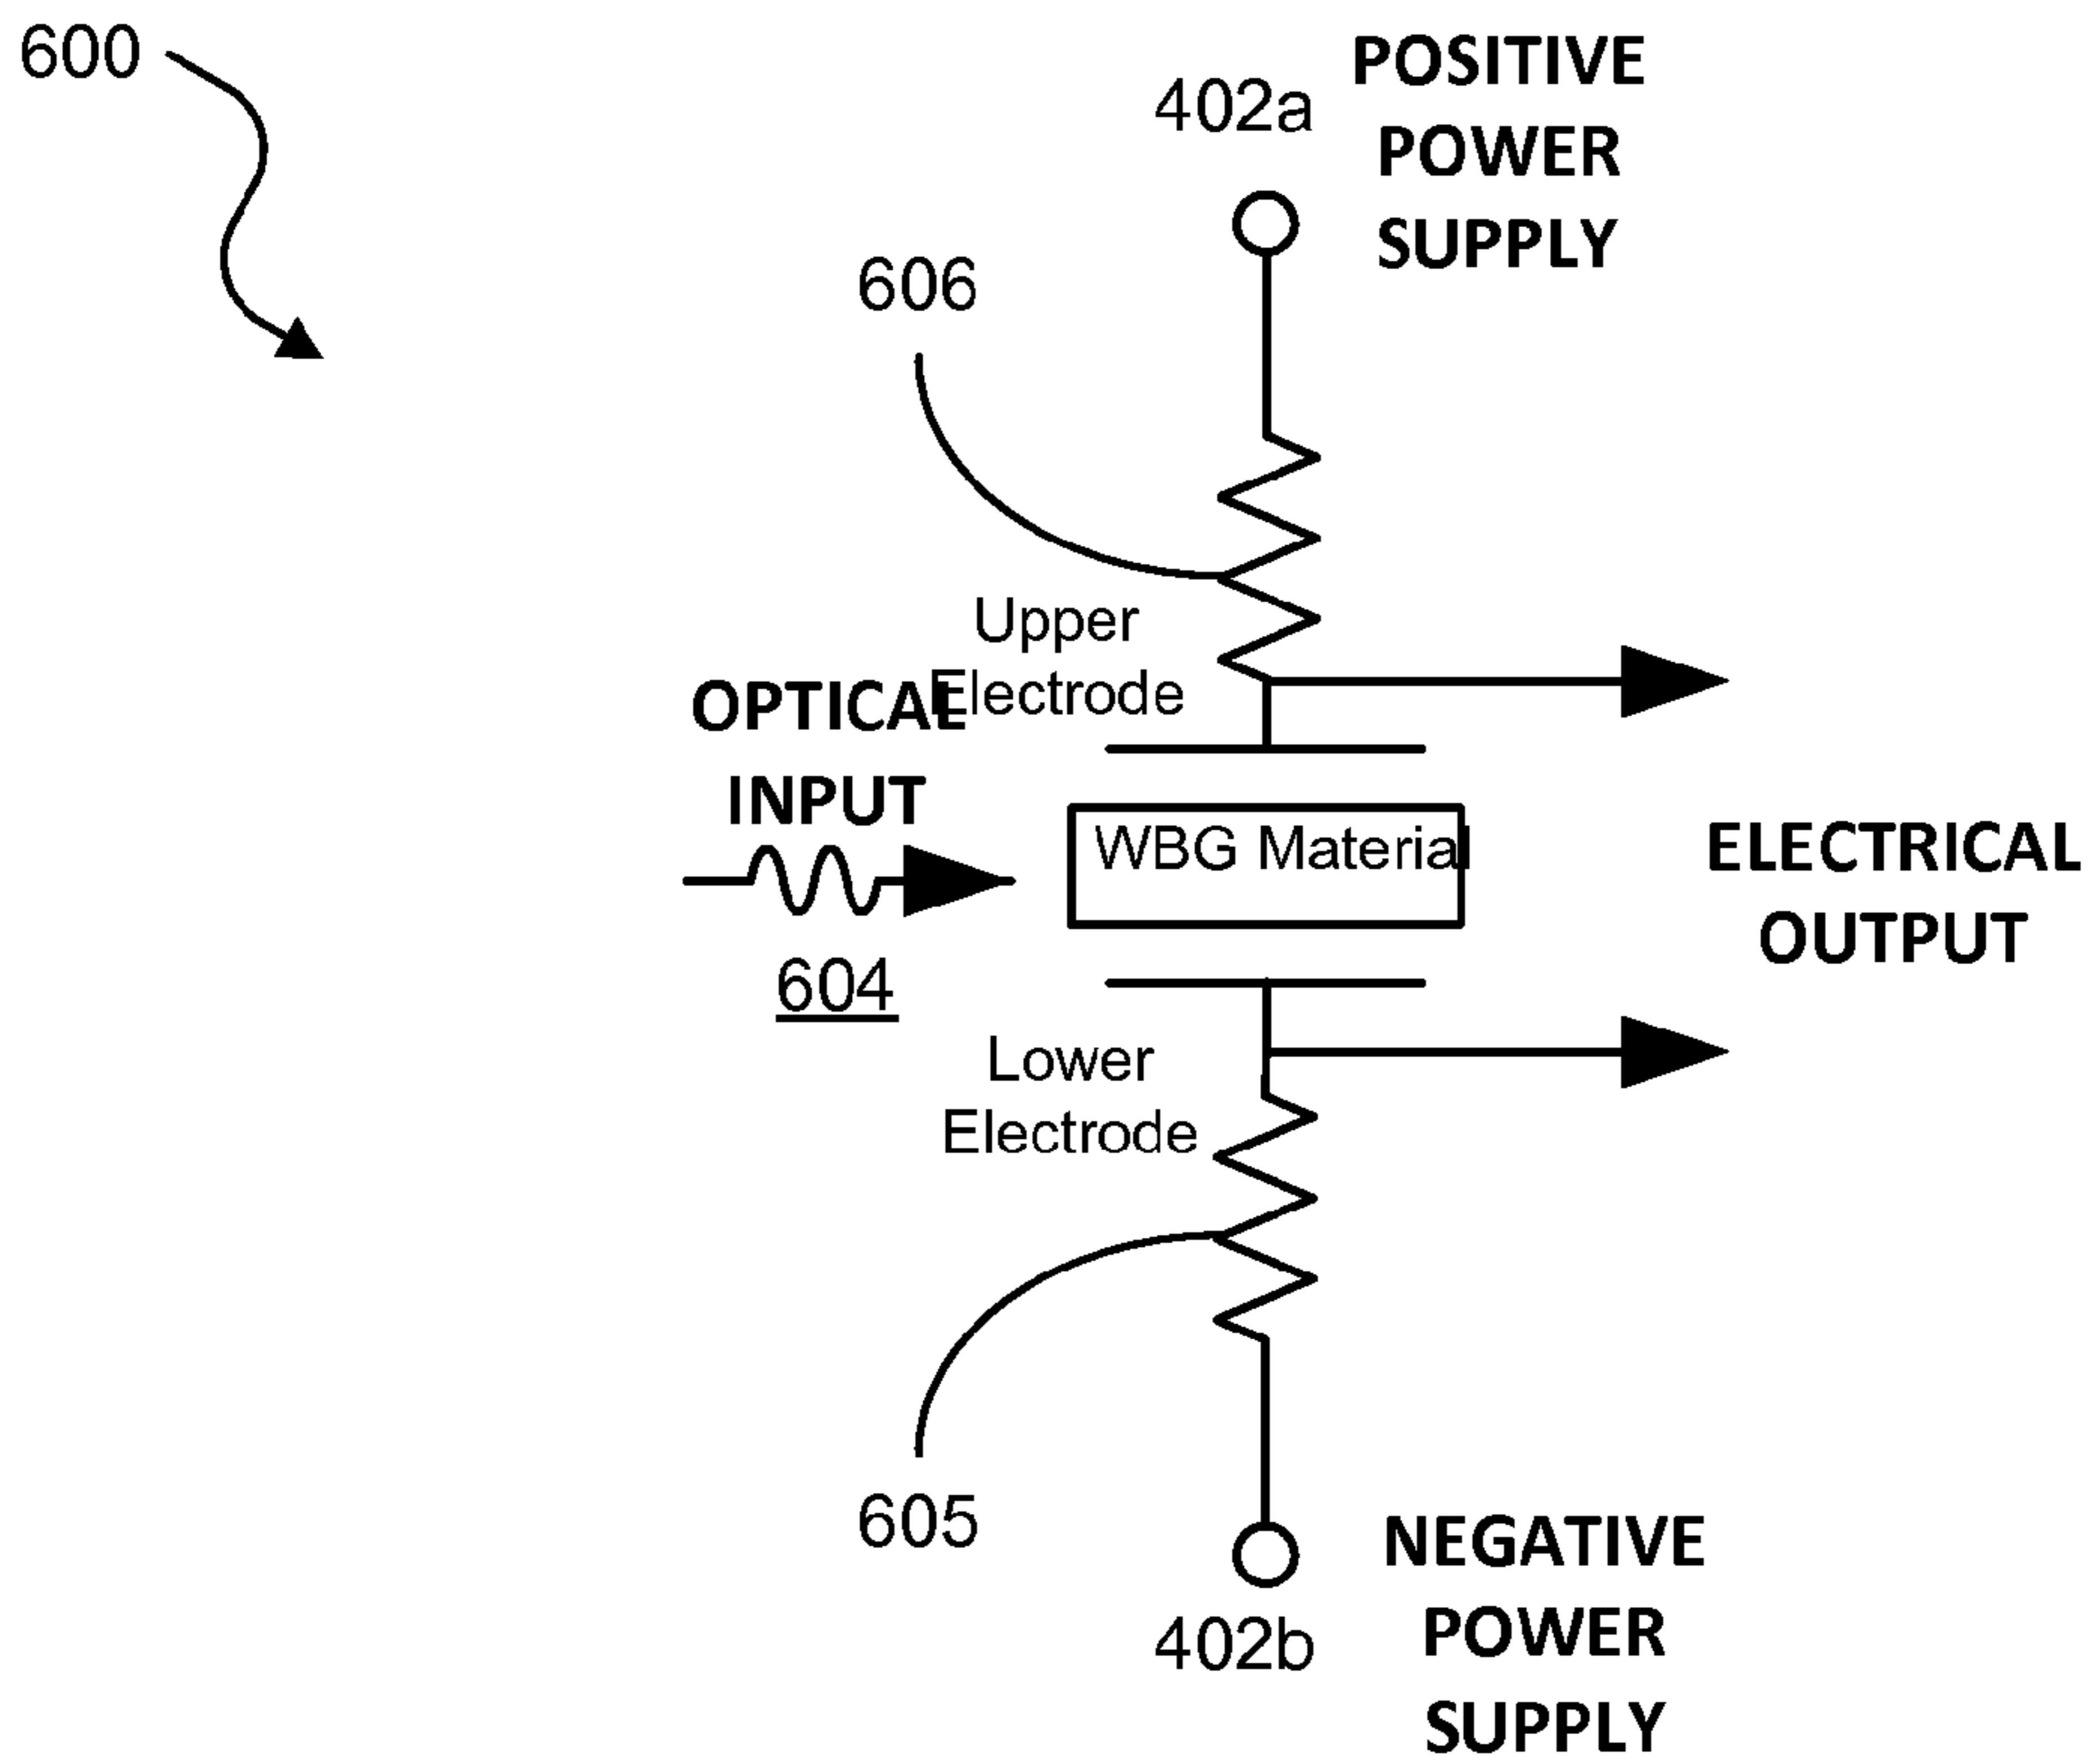 600
402a
POSITIVE
POWER
SUPPLY
606
Upper
Electrode
OPTICAL
INPUT
WBG Material
604
ELECTRICAL
OUTPUT
Lower
Electrode
605
402b
NEGATIVE
POWER
SUPPLY